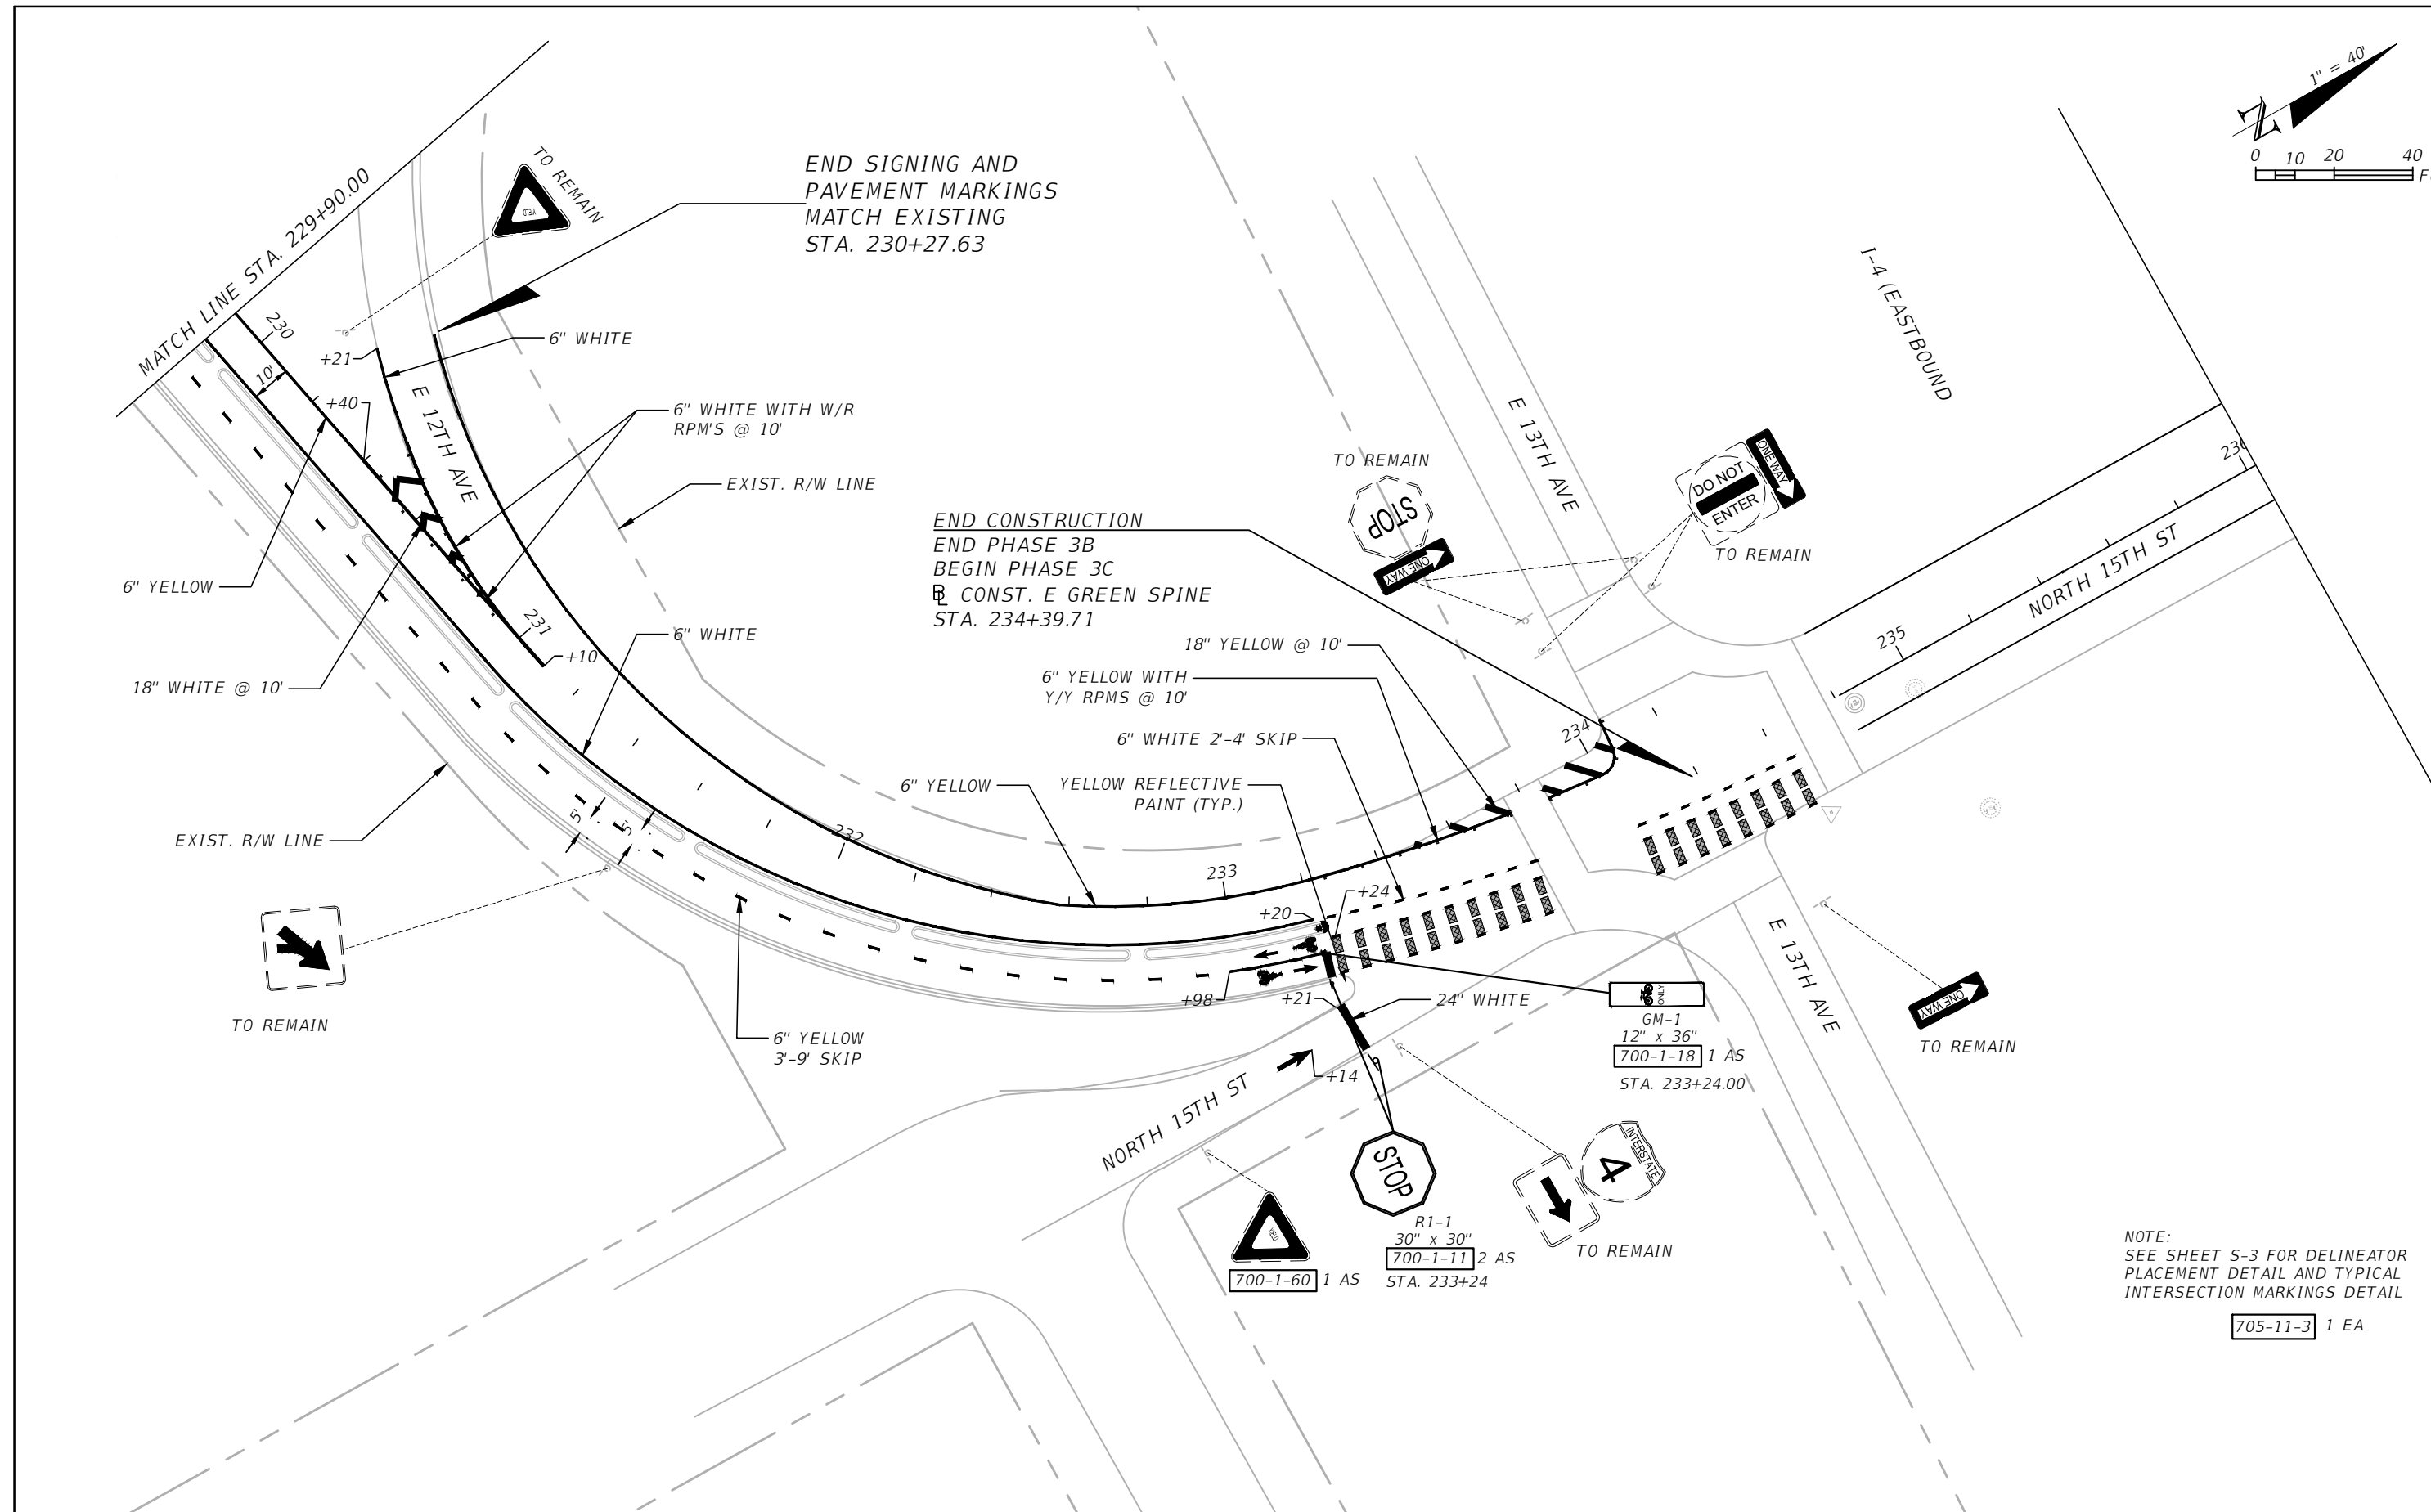 1" = 40'
N
0 10 20 40
MATCH LINE STA. 229+90.00
TO REMAIN
YIELD
END SIGNING AND
PAVEMENT MARKINGS
MATCH EXISTING
STA. 230+27.63
I-4 (EASTBOUND
230
10'
+21
+40
6" WHITE
E 12TH AVE
6" WHITE WITH W/R
RPM'S @ 10'
EXIST. R/W LINE
6" YELLOW
18" WHITE @ 10'
231
+10
6" WHITE
E 13TH AVE
TO REMAIN
STOP
ONE WAY
DO NOT
ENTER
ONE WAY
TO REMAIN
END CONSTRUCTION
END PHASE 3B
BEGIN PHASE 3C
BL CONST. E GREEN SPINE
STA. 234+39.71
NORTH 15TH ST
235
18" YELLOW @ 10'
6" YELLOW WITH
Y/Y RPMS @ 10'
6" WHITE 2'-4' SKIP
234
6" YELLOW
YELLOW REFLECTIVE
PAINT (TYP.)
EXIST. R/W LINE
5'
5'
232
233
+24
+20
+98
+21
24" WHITE
TO REMAIN
6" YELLOW
3'-9' SKIP
ONLY
GM-1
12" x 36"
700-1-18 1 AS
STA. 233+24.00
E 13TH AVE
ONE WAY
TO REMAIN
+14
NORTH 15TH ST
STOP
R1-1
30" x 30"
700-1-11 2 AS
STA. 233+24
YIELD
700-1-60 1 AS
INTERSTATE
4
TO REMAIN
NOTE:
SEE SHEET S-3 FOR DELINEATOR
PLACEMENT DETAIL AND TYPICAL
INTERSECTION MARKINGS DETAIL
705-11-3 1 EA